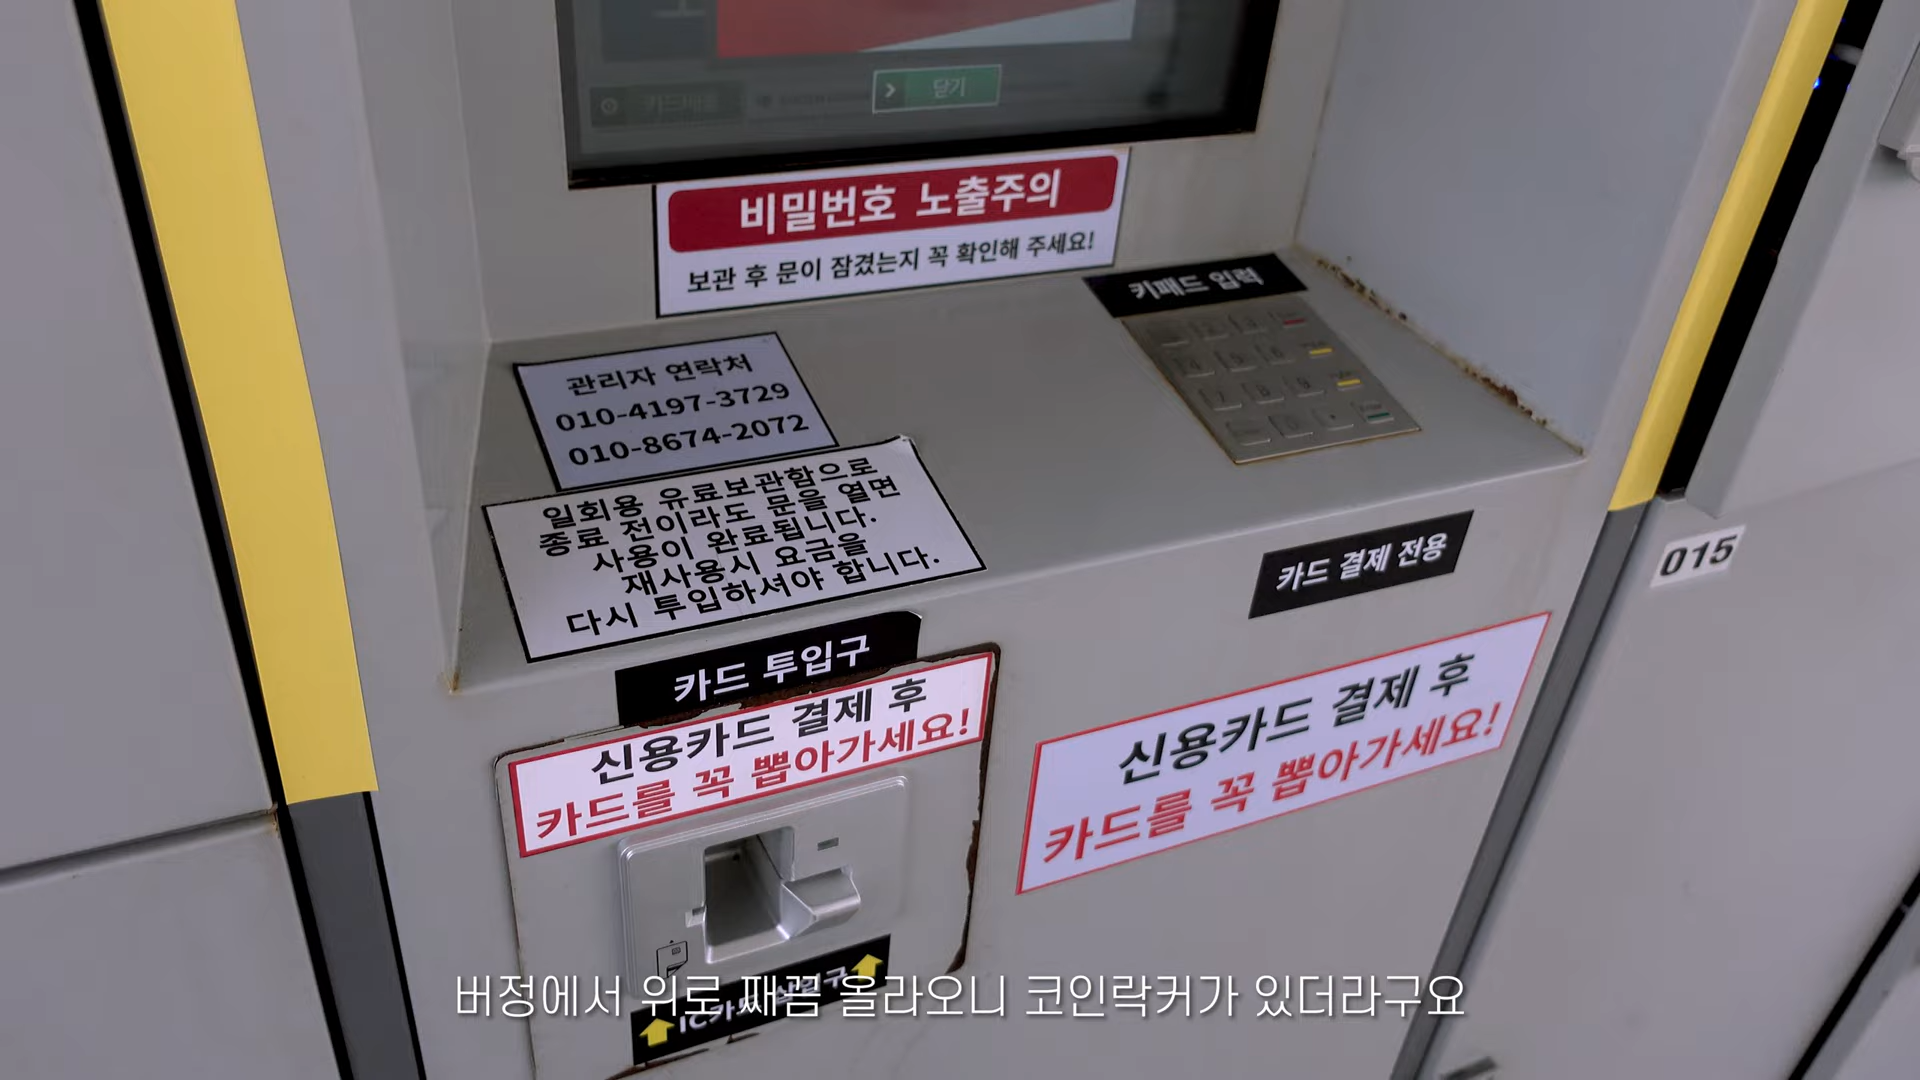 닫기
비밀번호 노출주의
보관 후 문이 잠겼는지 꼭 확인해 주세요!
키패드 입력
관리자 연락처
010-4197-3729
010-8674-2072
일회용 유료보관함으로
종료 전이라도 문을 열면
사용이 완료됩니다.
재사용시 요금을
다시 투입하셔야 합니다.
카드 결제 전용
015
카드 투입구
신용카드 결제 후
카드를 꼭 뽑아가세요!
신용카드 결제 후
카드를 꼭 뽑아가세요!
버정에서 위로 째끔 올라오니 코인락커가 있더라구요